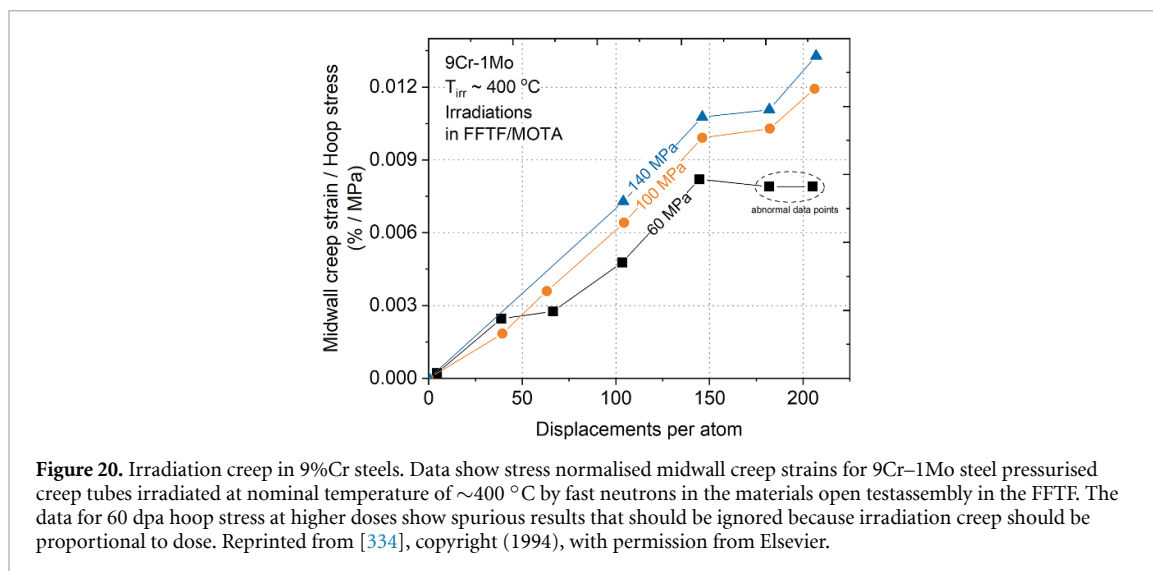 9Cr-1Mo
T_irr ~ 400 °C
Irradiations
in FFTF/MOTA
Midwall creep strain / Hoop stress
(% / MPa)
0.012
0.009
0.006
0.003
0.000
140 MPa
100 MPa
60 MPa
abnormal data points
0
50
100
150
200
Displacements per atom
Figure 20. Irradiation creep in 9%Cr steels. Data show stress normalised midwall creep strains for 9Cr–1Mo steel pressurised
creep tubes irradiated at nominal temperature of ∼400 °C by fast neutrons in the materials open testassembly in the FFTF. The
data for 60 dpa hoop stress at higher doses show spurious results that should be ignored because irradiation creep should be
proportional to dose. Reprinted from [334], copyright (1994), with permission from Elsevier.